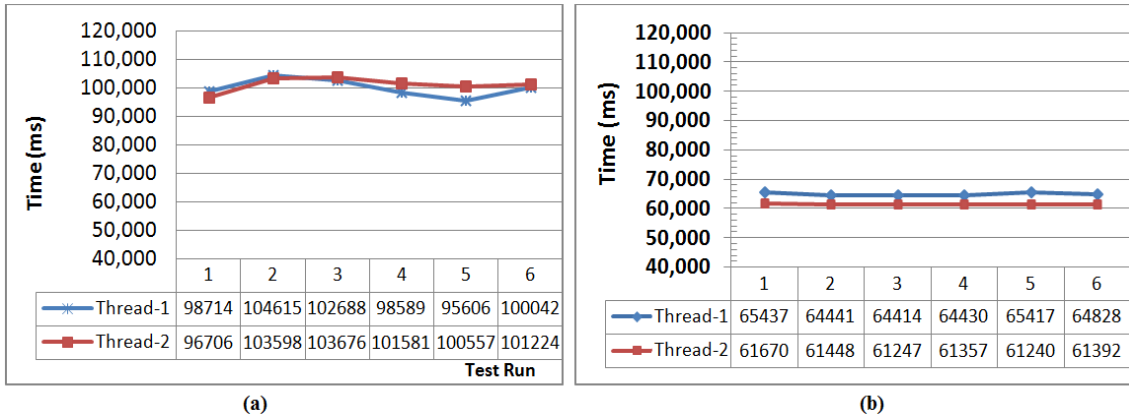 120,000
110,000
100,000
90,000
80,000
70,000
60,000
50,000
40,000
Time (ms)
1 2 3 4 5 6
Thread-1 98714 104615 102688 98589 95606 100042
Thread-2 96706 103598 103676 101581 100557 101224
Test Run
(a)
120,000
110,000
100,000
90,000
80,000
70,000
60,000
50,000
40,000
Time (ms)
1 2 3 4 5 6
Thread-1 65437 64441 64414 64430 65417 64828
Thread-2 61670 61448 61247 61357 61240 61392
(b)